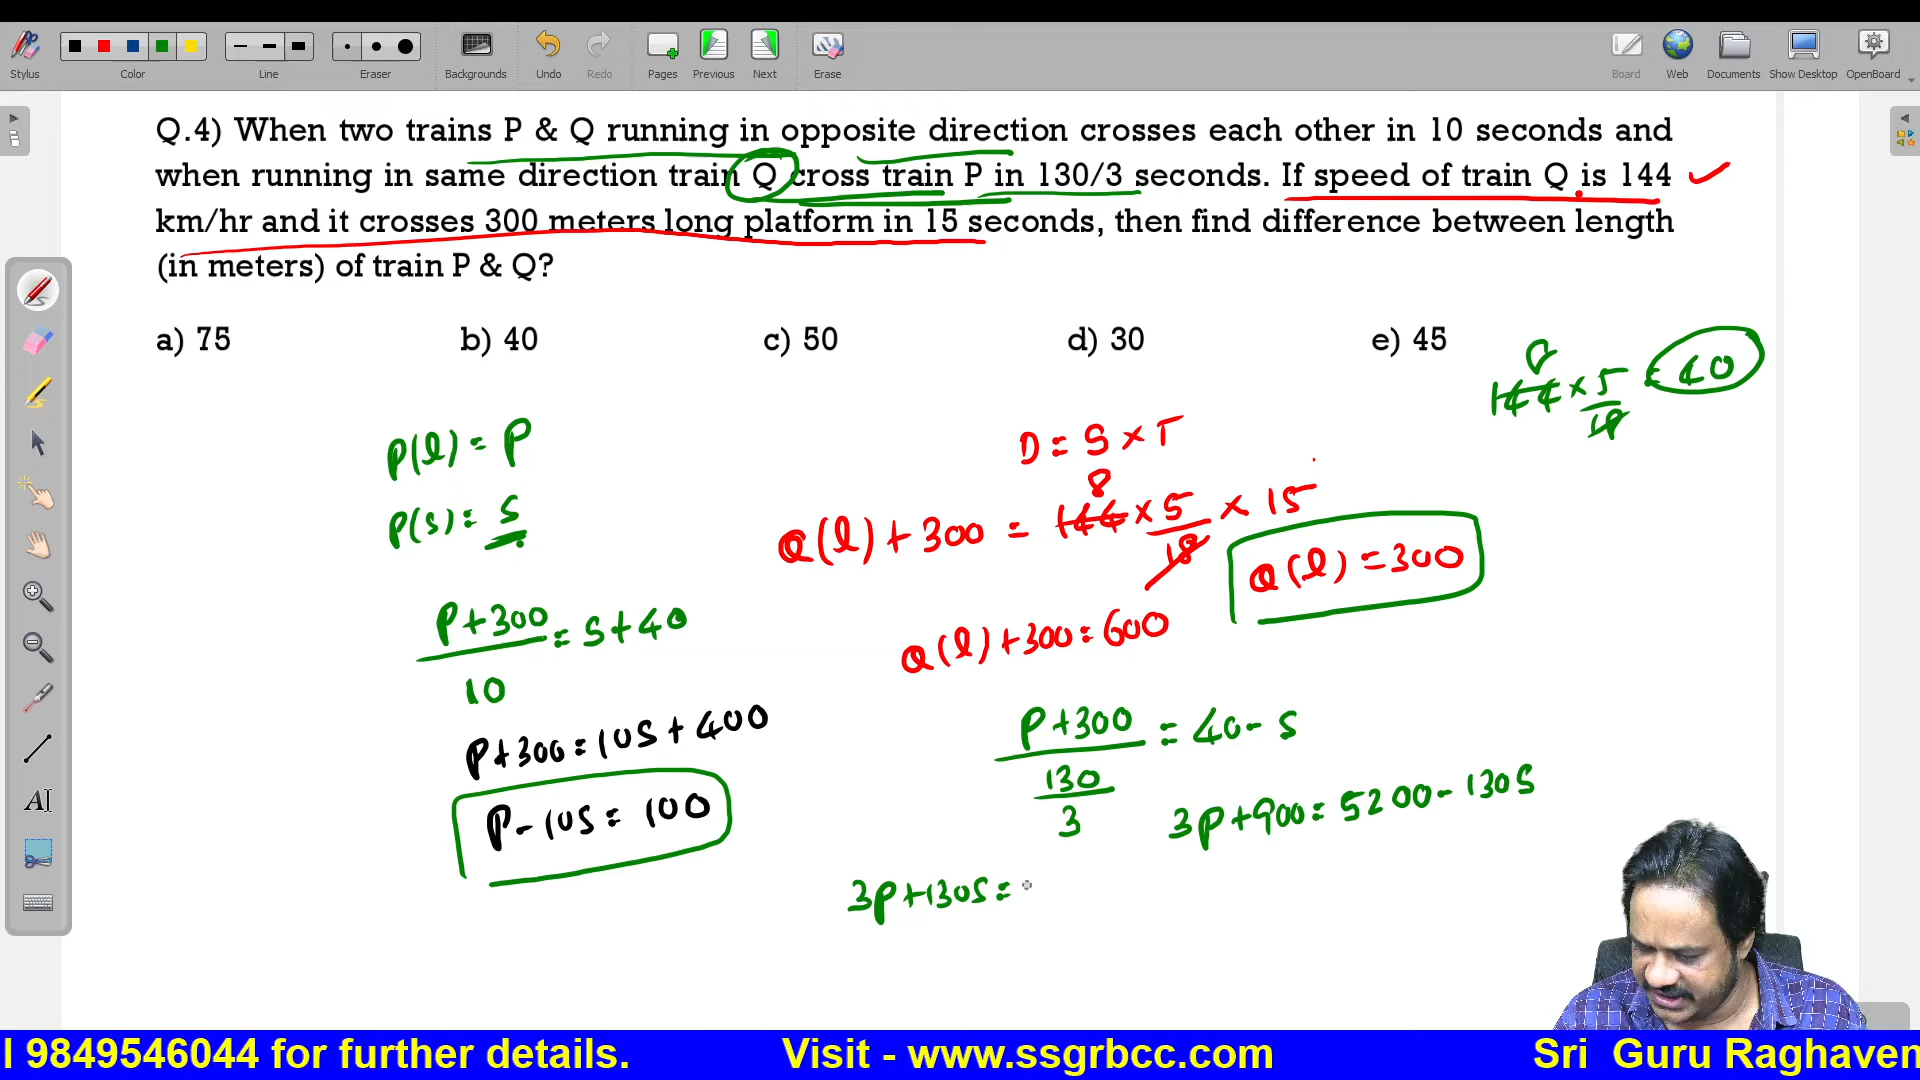 Stylus
Color
Line
Eraser
Backgrounds
Undo
Redo
Pages
Previous
Next
Erase
Board
Web
Documents
Show Desktop
OpenBoard
Q.4) When two trains P & Q running in opposite direction crosses each other in 10 seconds and
when running in same direction train Q cross train P in 130/3 seconds. If speed of train Q is 144
km/hr and it crosses 300 meters long platform in 15 seconds, then find difference between length
(in meters) of train P & Q?
a) 75
b) 40
c) 50
d) 30
e) 45
8
144 × 5/18 = 40
P(l) = P
P(s) = S
P+300/10 = S+40
P+300 = 10S+400
P-10S = 100
D = S × T
8
Q(l)+300 = 144 × 5/18 × 15
Q(l) = 300
Q(l)+300 = 600
P+300/130/3 = 40-S
3P+900 = 5200-130S
3P+130S =
AI
l 9849546044 for further details.
Visit - www.ssgrbcc.com
Sri Guru Raghaven